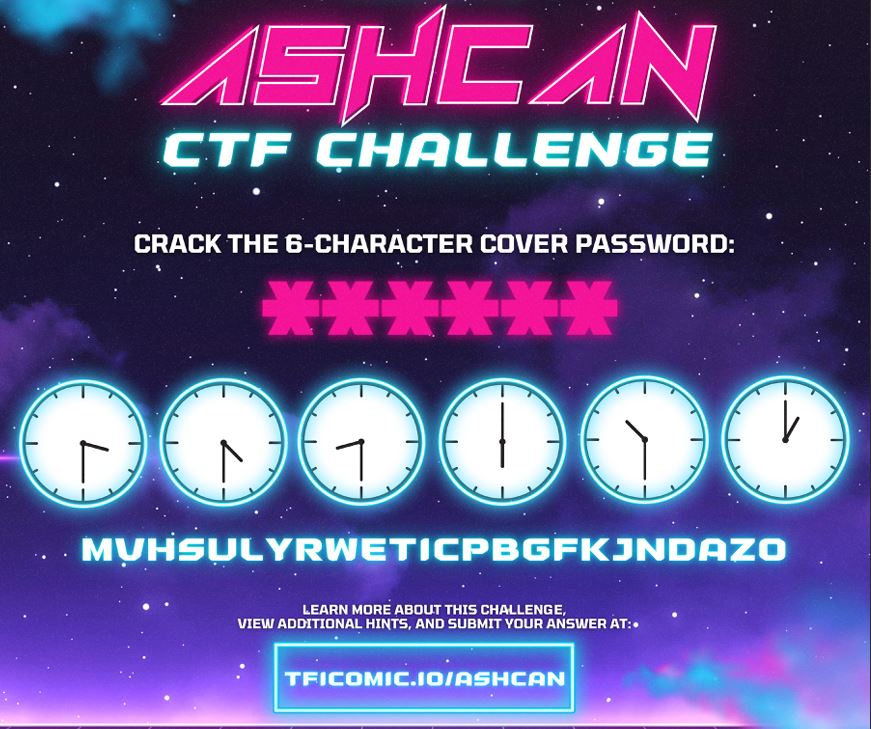 ASHCAN
CTF CHALLENGE
CRACK THE 6-CHARACTER COVER PASSWORD:
******
MVHSULYRWETICPBGFKJNDAZO
LEARN MORE ABOUT THIS CHALLENGE,
VIEW ADDITIONAL HINTS, AND SUBMIT YOUR ANSWER AT:
TFICOMIC.IO/ASHCAN